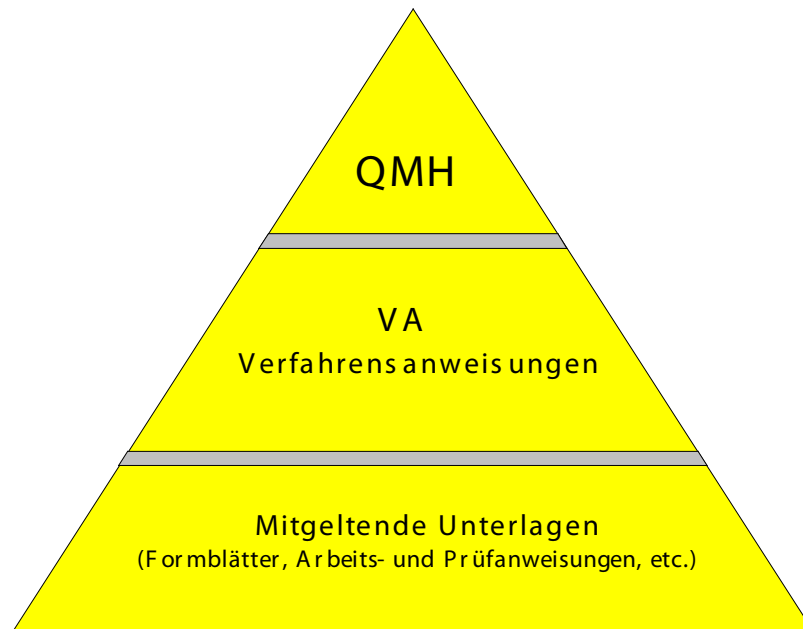 QMH
VA
Verfahrensanweisungen
Mitgeltende Unterlagen
(Formblätter, Arbeits- und Prüfanweisungen, etc.)